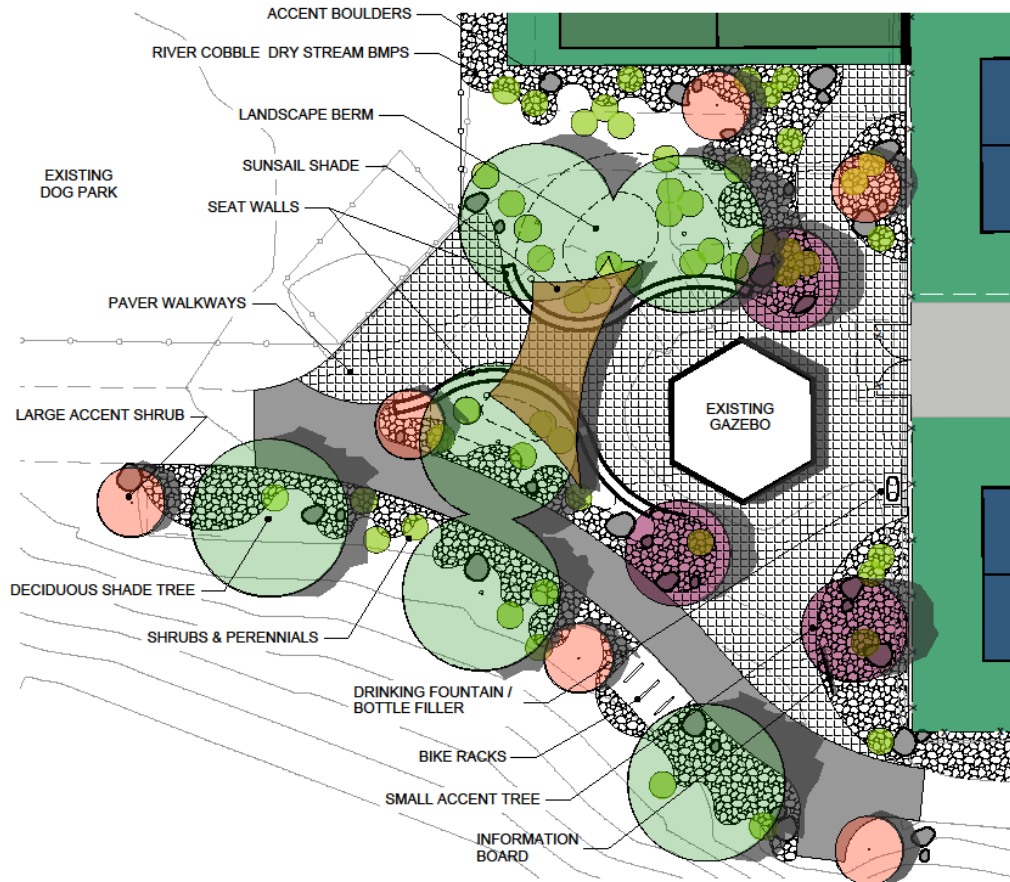 ACCENT BOULDERS
RIVER COBBLE DRY STREAM BMPS
LANDSCAPE BERM
SUNSAIL SHADE
EXISTING
DOG PARK
SEAT WALLS
PAVER WALKWAYS
LARGE ACCENT SHRUB
EXISTING
GAZEBO
DECIDUOUS SHADE TREE
SHRUBS & PERENNIALS
DRINKING FOUNTAIN /
BOTTLE FILLER
BIKE RACKS
SMALL ACCENT TREE
INFORMATION
BOARD